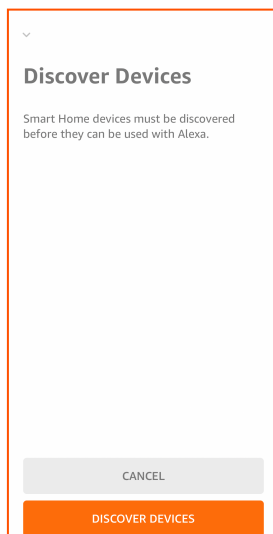 Discover Devices
Smart Home devices must be discovered
before they can be used with Alexa.
CANCEL
DISCOVER DEVICES